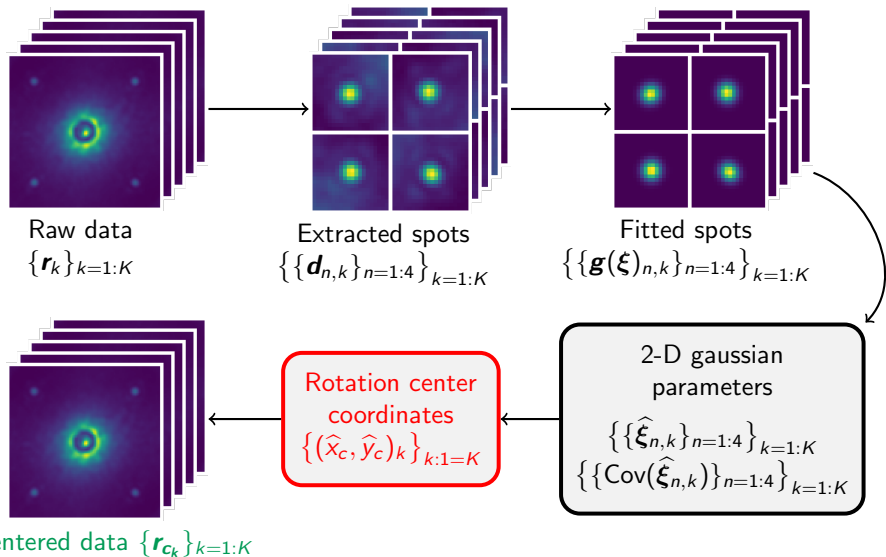 Raw data
{r_k}_{k=1:K}
Extracted spots
{{d_{n,k}}_{n=1:4}}_{k=1:K}
Fitted spots
{{g(ξ)_{n,k}}_{n=1:4}}_{k=1:K}
2-D gaussian
parameters
{{ξ̂_{n,k}}_{n=1:4}}_{k=1:K}
{{Cov(ξ̂_{n,k})}_{n=1:4}}_{k=1:K}
Rotation center
coordinates
{(x̂_c, ŷ_c)_k}_{k:1=K}
entered data {r_{c_k}}_{k=1:K}